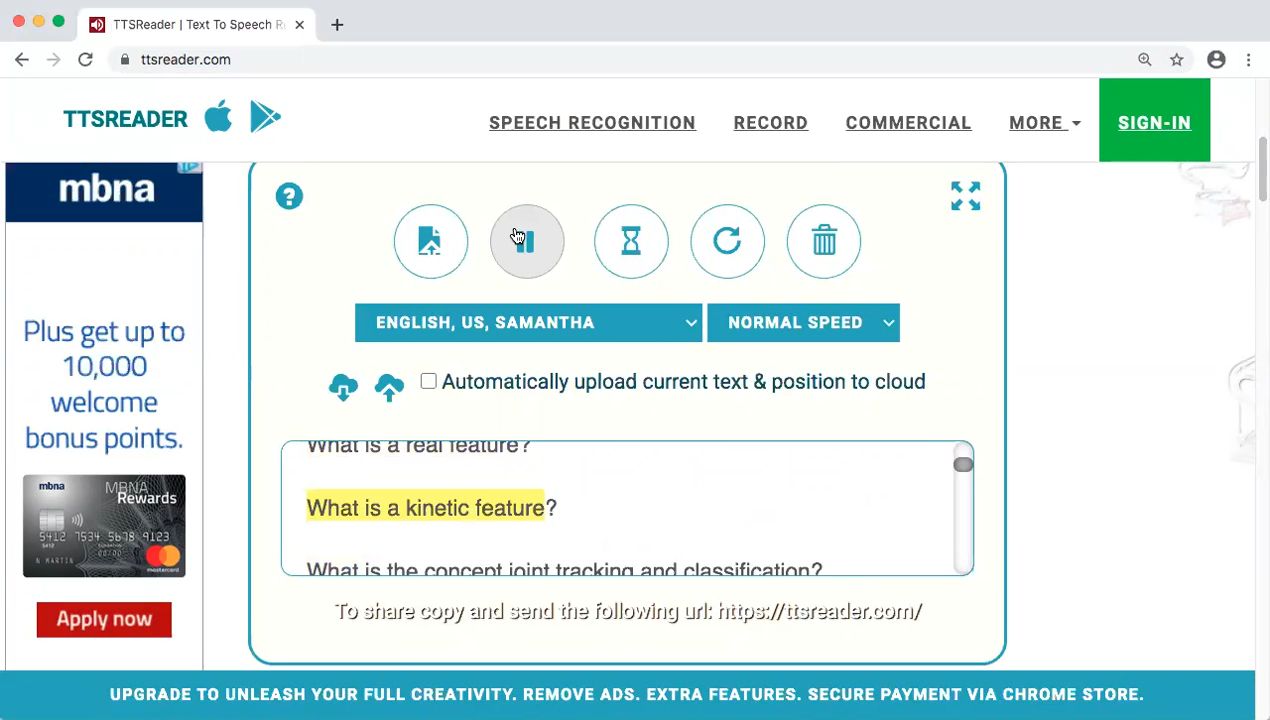 TTSReader | Text To Speech R
ttsreader.com
TTSREADER
SPEECH RECOGNITION
RECORD
COMMERCIAL
MORE
SIGN-IN
mbna
Plus get up to
10,000
welcome
bonus points.
mbna
MBNA
Rewards
5412 7534 5678 9123
N MARTIN
mastercard
Apply now
?
ENGLISH, US, SAMANTHA
NORMAL SPEED
Automatically upload current text & position to cloud
What is a real feature?
What is a kinetic feature?
What is the concept joint tracking and classification?
To share copy and send the following url: https://ttsreader.com/
UPGRADE TO UNLEASH YOUR FULL CREATIVITY. REMOVE ADS. EXTRA FEATURES. SECURE PAYMENT VIA CHROME STORE.